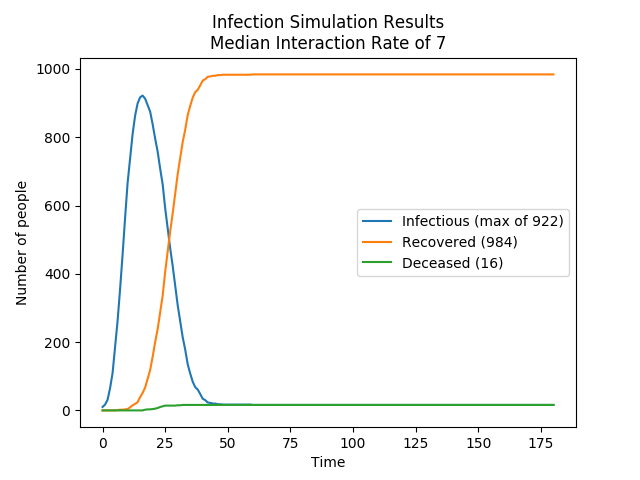 Infection Simulation Results
Median Interaction Rate of 7
Number of people
1000
800
600
400
200
0
Infectious (max of 922)
Recovered (984)
Deceased (16)
0 25 50 75 100 125 150 175
Time